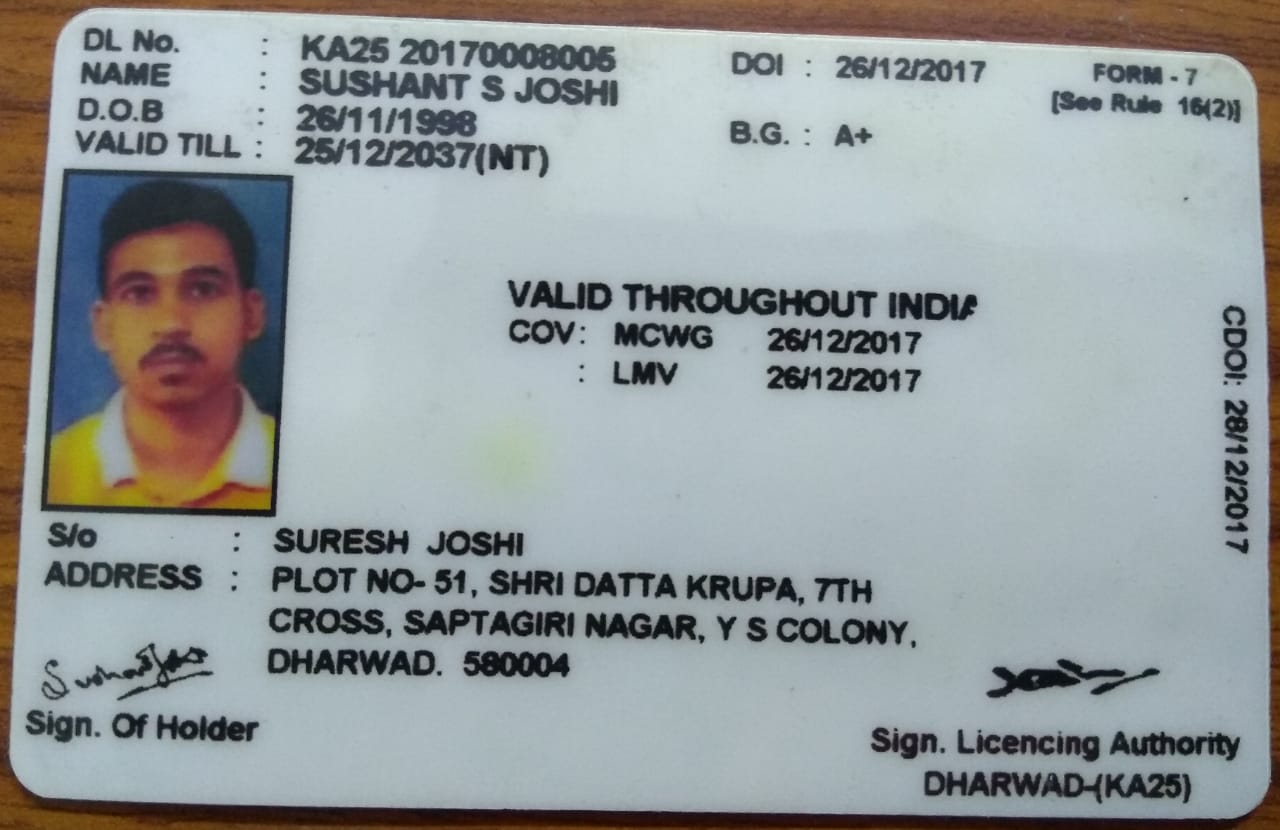 DL No. : KA25 20170008005 DOI : 26/12/2017 FORM - 7
NAME : SUSHANT S JOSHI [See Rule 16(2)]
D.O.B : 26/11/1998 B.G. : A+
VALID TILL : 25/12/2037(NT)
VALID THROUGHOUT INDIA
COV: MCWG 26/12/2017
: LMV 26/12/2017
CDOI: 28/12/2017
S/o : SURESH JOSHI
ADDRESS : PLOT NO- 51, SHRI DATTA KRUPA, 7TH
CROSS, SAPTAGIRI NAGAR, Y S COLONY,
DHARWAD. 580004
Sign. Of Holder
Sign. Licencing Authority
DHARWAD-(KA25)